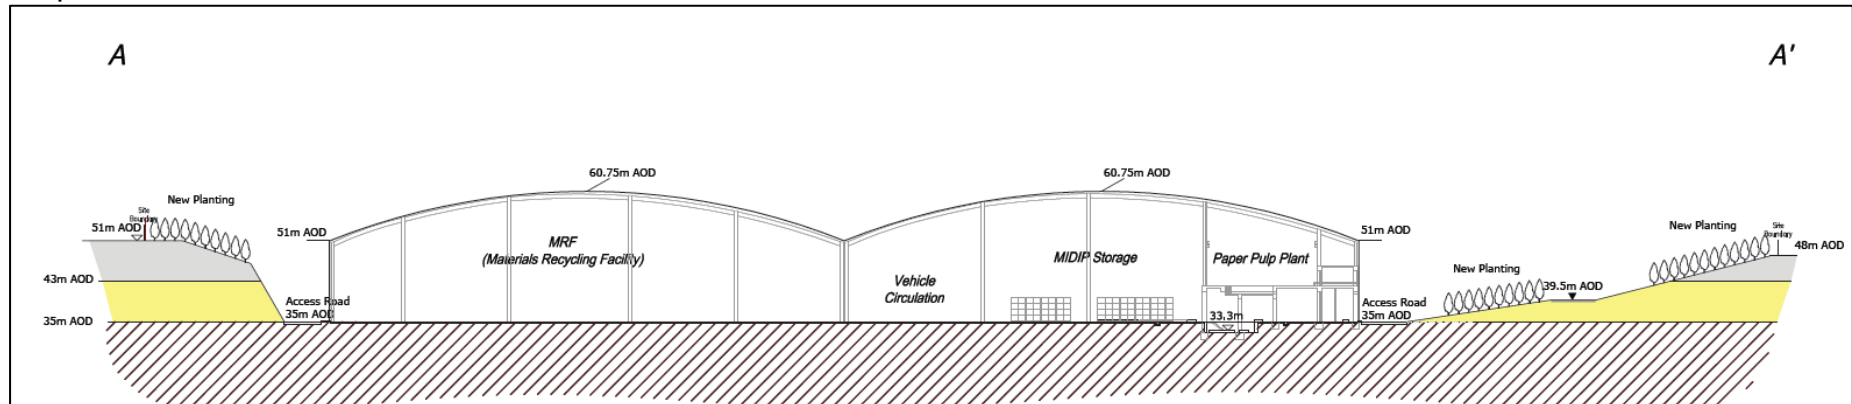 A
A'
60.75m AOD
60.75m AOD
New Planting
Site
Boundary
51m AOD
51m AOD
MRF
(Materials Recycling Facility)
MIDIP Storage
Paper Pulp Plant
51m AOD
New Planting
Site
Boundary
48m AOD
43m AOD
Vehicle
Circulation
New Planting
39.5m AOD
Access Road
35m AOD
35m AOD
33.3m
Access Road
35m AOD